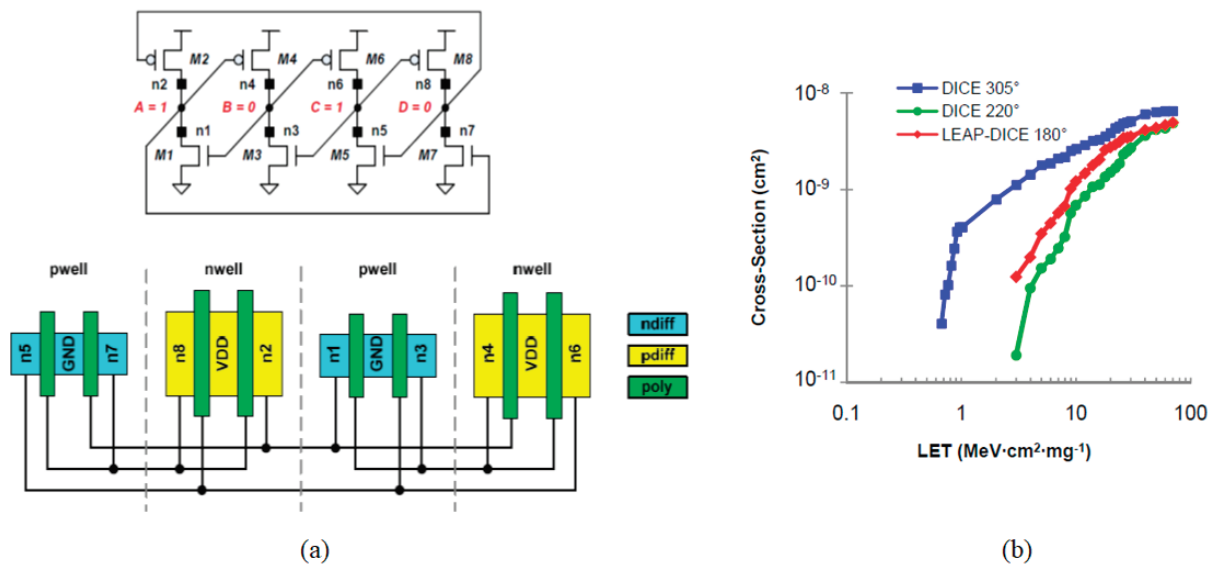 M2 M4 M6 M8
n2 n4 n6 n8
A = 1 B = 0 C = 1 D = 0
n1 n3 n5 n7
M1 M3 M5 M7
pwell nwell pwell nwell
n5 GND n7 n8 VDD n2 n1 GND n3 n4 VDD n6
ndiff
pdiff
poly
(a)
DICE 305°
DICE 220°
LEAP-DICE 180°
Cross-Section (cm²)
10⁻⁸
10⁻⁹
10⁻¹⁰
10⁻¹¹
0.1 1 10 100
LET (MeV·cm²·mg⁻¹)
(b)